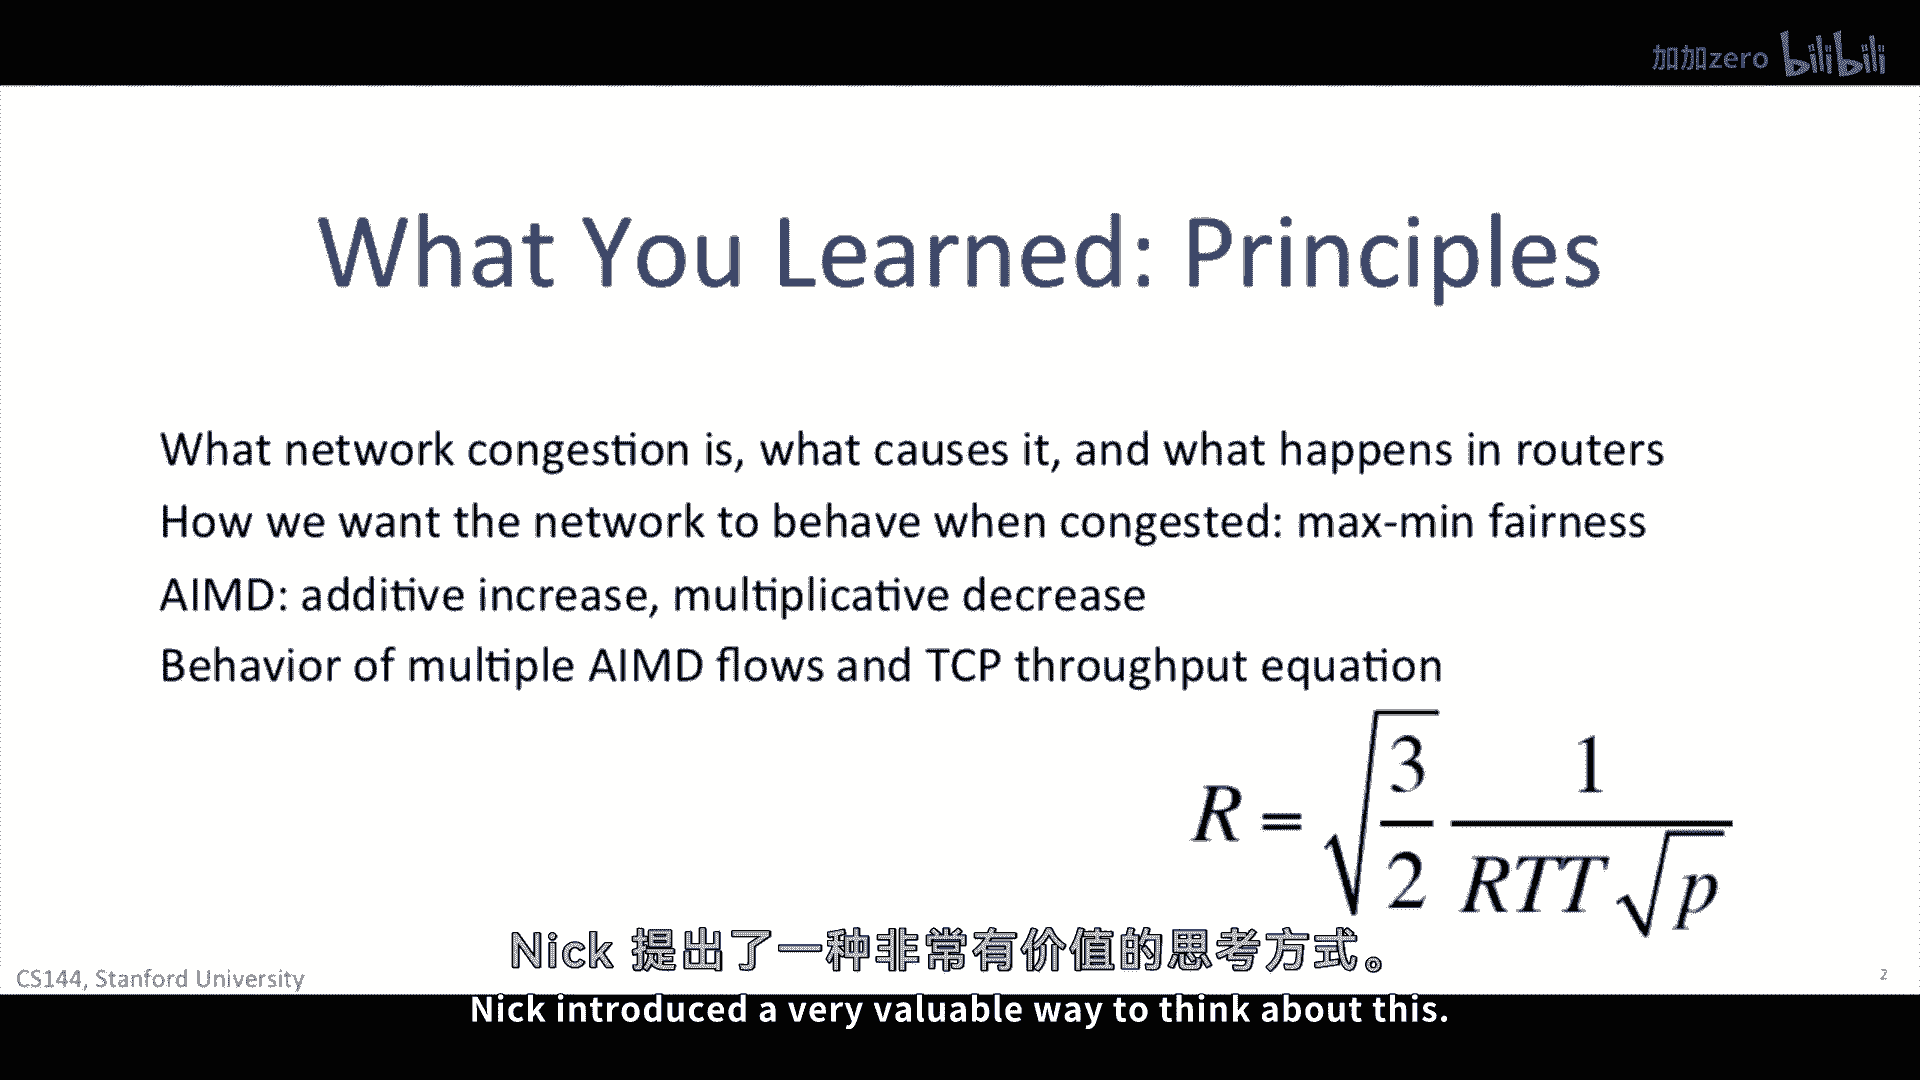 加加zero bilibili
What You Learned: Principles
What network congestion is, what causes it, and what happens in routers
How we want the network to behave when congested: max-min fairness
AIMD: additive increase, multiplicative decrease
Behavior of multiple AIMD flows and TCP throughput equation
R = √(3/2) 1/(RTT√p)
Nick 提出了一种非常有价值的思考方式。
CS144, Stanford University
2
Nick introduced a very valuable way to think about this.